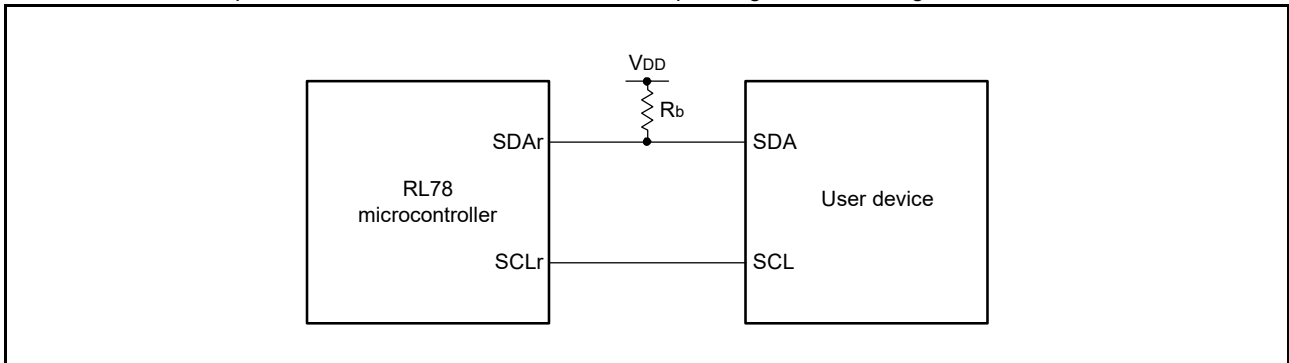 VDD
Rb
SDAr
SDA
RL78
microcontroller
User device
SCLr
SCL